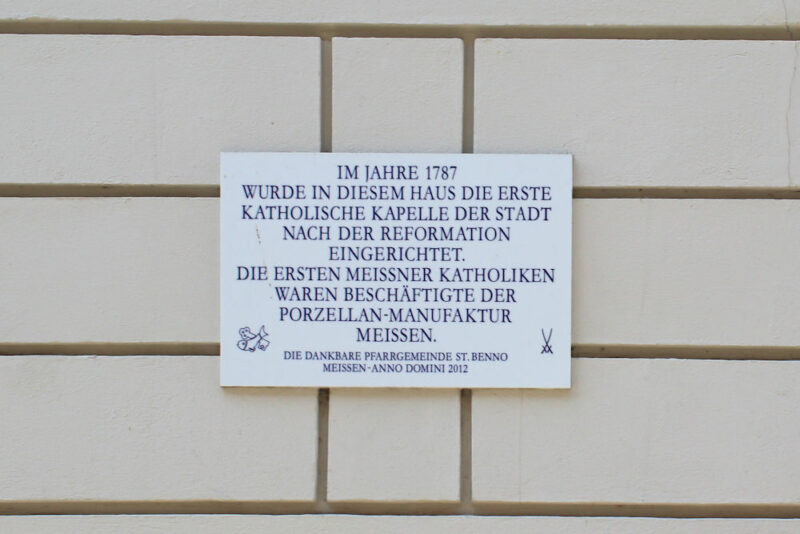 IM JAHRE 1787
WURDE IN DIESEM HAUS DIE ERSTE
KATHOLISCHE KAPELLE DER STADT
NACH DER REFORMATION
EINGERICHTET.
DIE ERSTEN MEISSNER KATHOLIKEN
WAREN BESCHÄFTIGTE DER
PORZELLAN-MANUFAKTUR
MEISSEN.
DIE DANKBARE PFARRGEMEINDE ST. BENNO
MEISSEN-ANNO DOMINI 2012